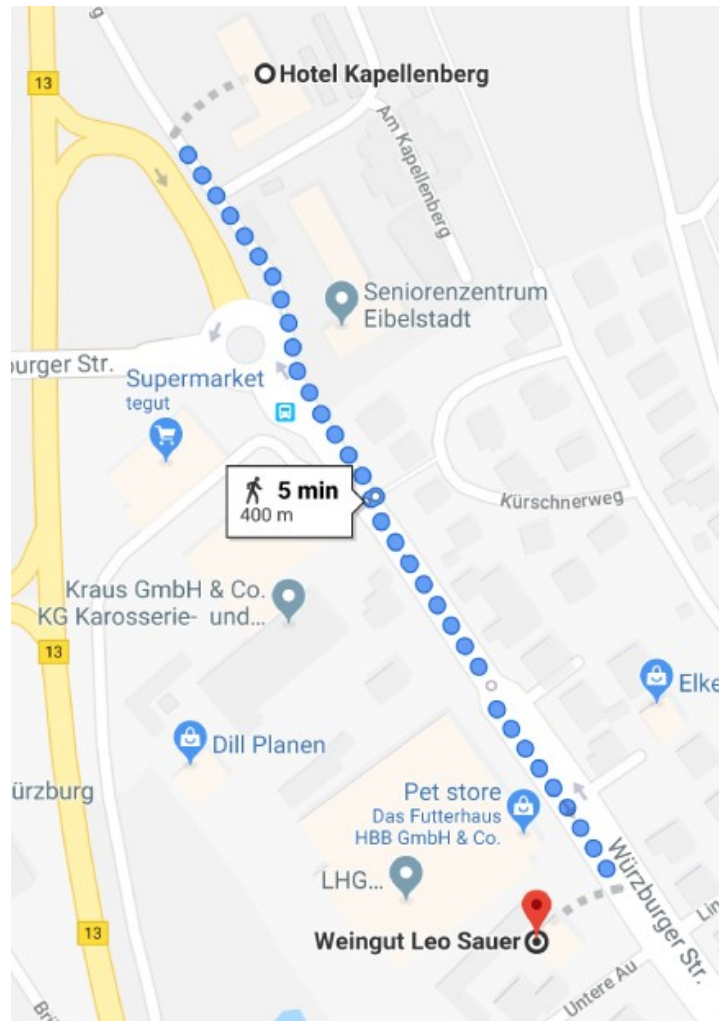 13
Hotel Kapellenberg
Am Kapellenberg
Seniorenzentrum
Eibelstadt
burger Str.
Supermarket
tegut
5 min
400 m
Kürschnerweg
Kraus GmbH & Co.
KG Karosserie- und...
13
Elke
Dill Planen
ürzburg
Pet store
Das Futterhaus
HBB GmbH & Co.
LHG...
Würzburger Str.
13
Weingut Leo Sauer
Lin
Untere Au